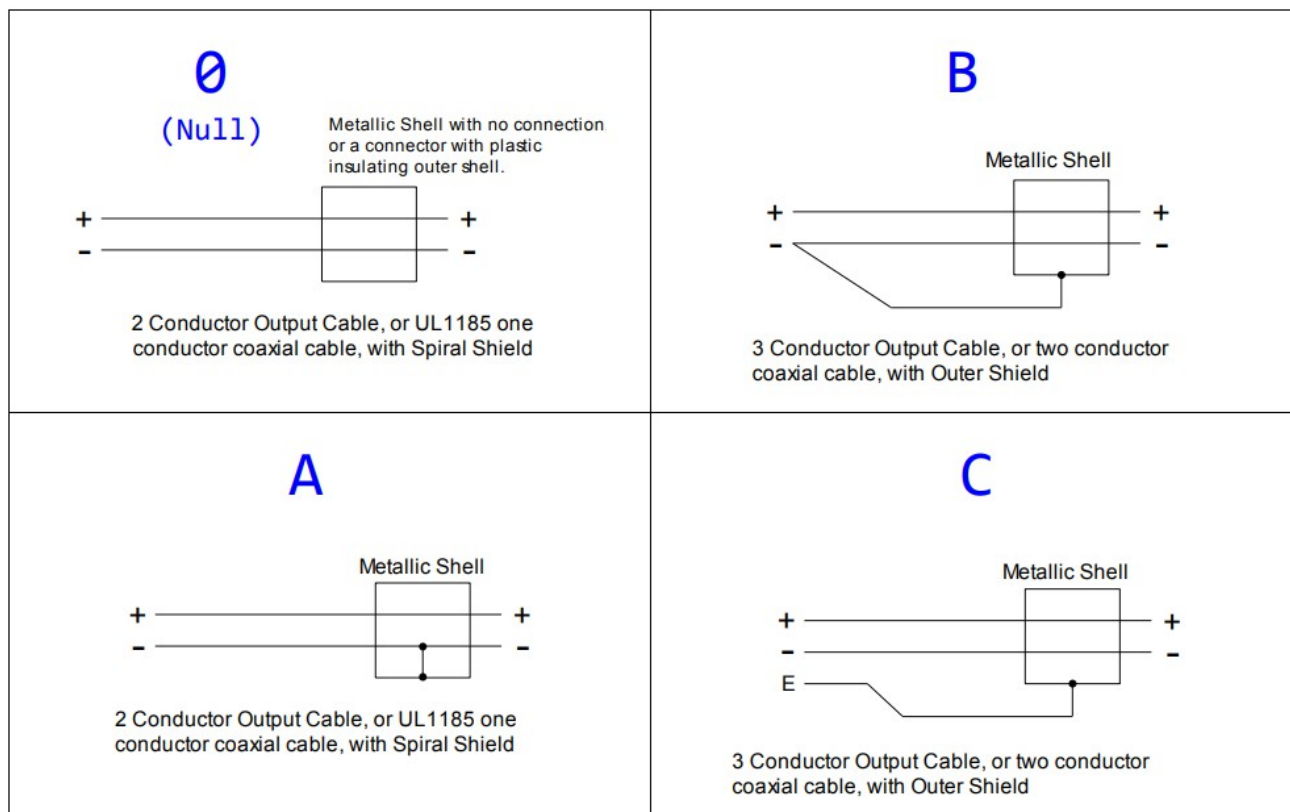 0
(Null)
Metallic Shell with no connection
or a connector with plastic
insulating outer shell.
+ +
- -
2 Conductor Output Cable, or UL1185 one
conductor coaxial cable, with Spiral Shield
B
Metallic Shell
+ +
- -
3 Conductor Output Cable, or two conductor
coaxial cable, with Outer Shield
A
Metallic Shell
+ +
- -
2 Conductor Output Cable, or UL1185 one
conductor coaxial cable, with Spiral Shield
C
Metallic Shell
+ +
- -
E
3 Conductor Output Cable, or two conductor
coaxial cable, with Outer Shield